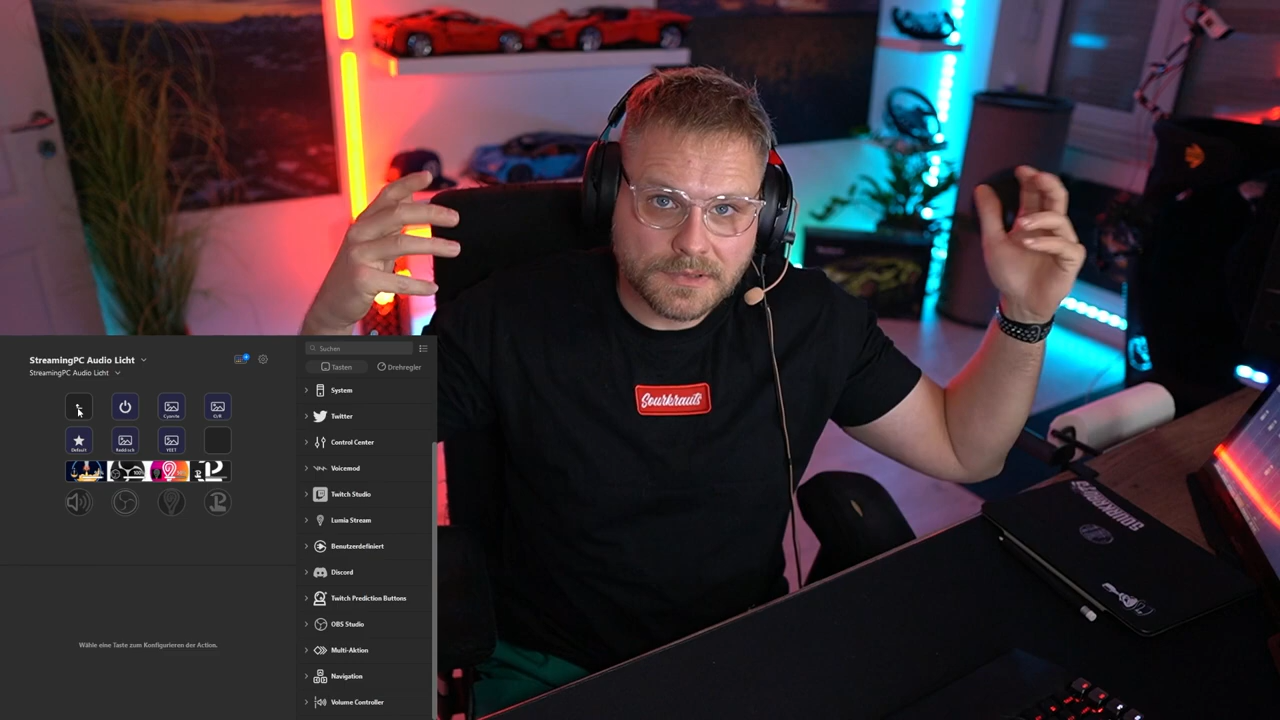 StreamingPC Audio Licht
StreamingPC Audio Licht
Default
Suchen
Tasten
Drehregler
System
Twitter
Control Center
Voicemod
Twitch Studio
Lumia Stream
Benutzerdefiniert
Discord
Twitch Prediction Buttons
OBS Studio
Multi-Aktion
Navigation
Volume Controller
Wähle eine Taste zum Konfigurieren der Action.
Sourkrauts
SOURKRAUTS